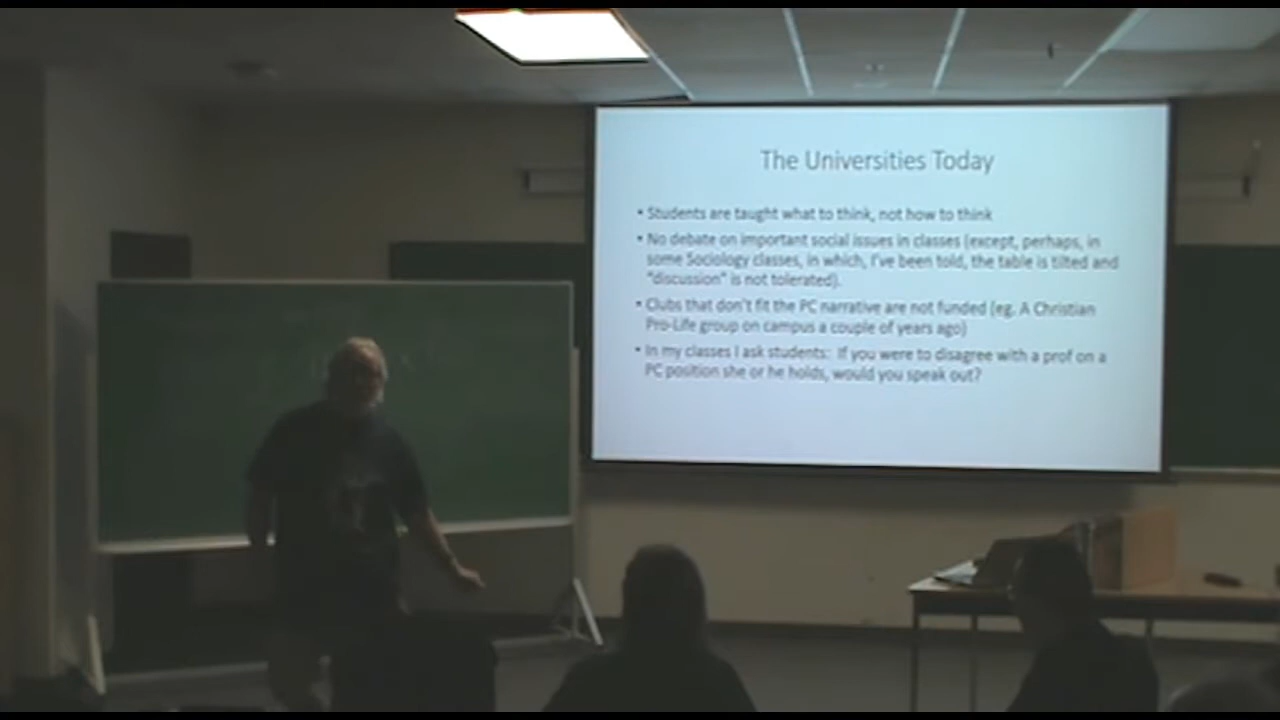 The Universities Today
• Students are taught what to think, not how to think
• No debate on important social issues in classes (except, perhaps, in
some Sociology classes, in which, I've been told, the table is tilted and
"discussion" is not tolerated).
• Clubs that don't fit the PC narrative are not funded (eg. A Christian
Pro-Life group on campus a couple of years ago)
• In my classes I ask students: If you were to disagree with a prof on a
PC position she or he holds, would you speak out?